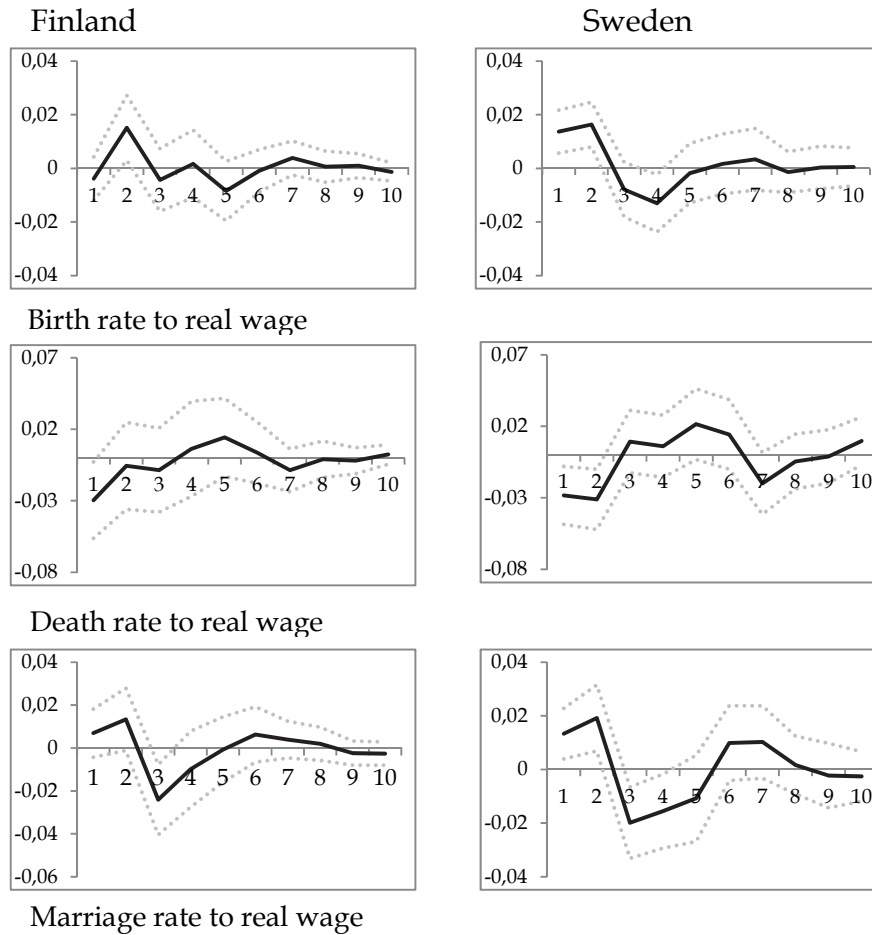 Finland Sweden
0,04 0,04
0,02 0,02
0 0
1 2 3 4 5 6 7 8 9 10 1 2 3 4 5 6 7 8 9 10
-0,02 -0,02
-0,04 -0,04
Birth rate to real wage
0,07 0,07
0,02 0,02
1 2 3 4 5 6 7 8 9 10 1 2 3 4 5 6 7 8 9 10
-0,03 -0,03
-0,08 -0,08
Death rate to real wage
0,04 0,04
0,02 0,02
0 0
1 2 3 4 5 6 7 8 9 10 1 2 3 4 5 6 7 8 9 10
-0,02 -0,02
-0,04 -0,04
-0,06
Marriage rate to real wage